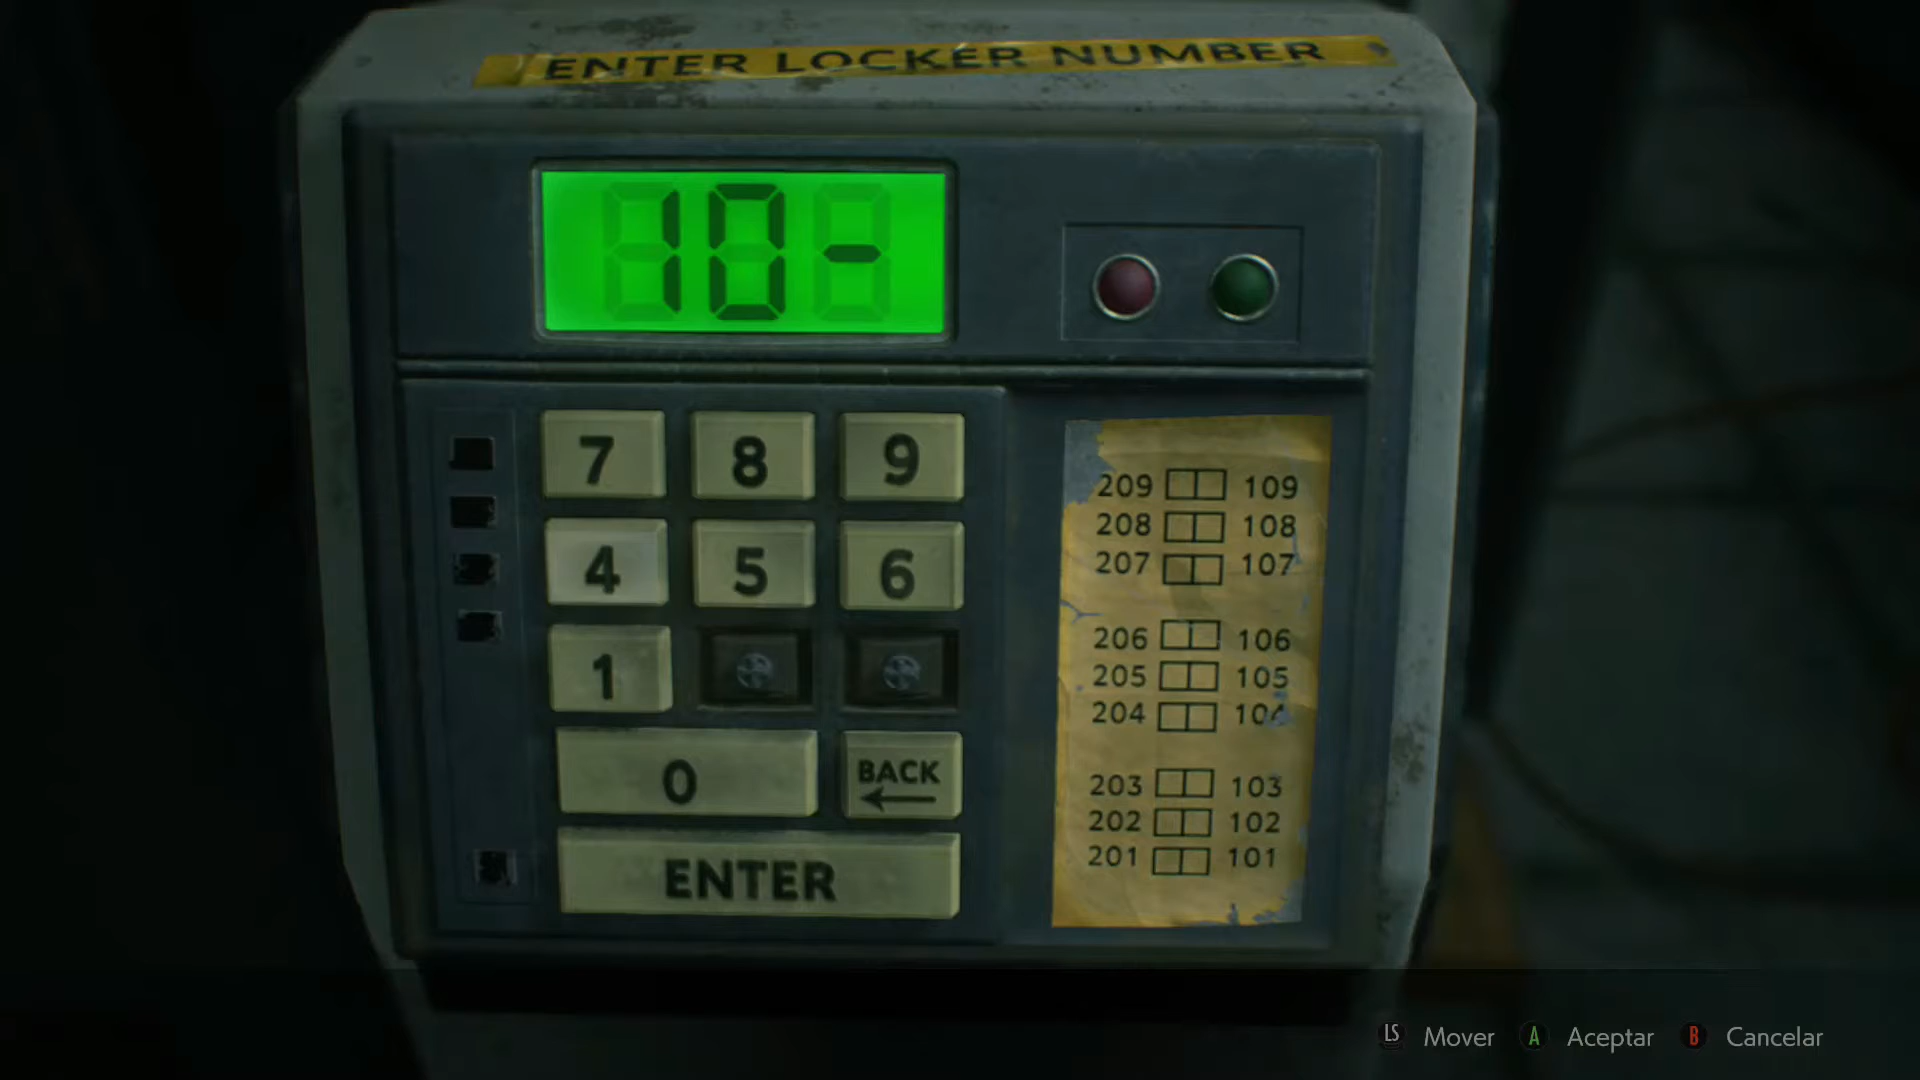 ENTER LOCKER NUMBER
10-
7 8 9
4 5 6
1
0 BACK
ENTER
209 109
208 108
207 107
206 106
205 105
204 104
203 103
202 102
201 101
LS Mover A Aceptar B Cancelar